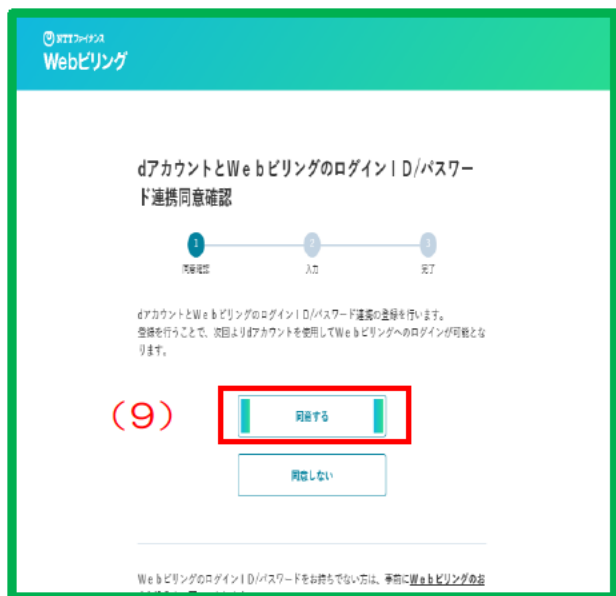 NTTファイナンス
Webビリング
dアカウントとWebビリングのログインID/パスワー
ド連携同意確認
1 2 3
同意確認 入力 完了
dアカウントとWebビリングのログインID/パスワード連携の登録を行います。
登録を行うことで、次回よりdアカウントを使用してWebビリングへのログインが可能とな
ります。
(9)
同意する
同意しない
WebビリングのログインID/パスワードをお持ちでない方は、事前にWebビリングのお